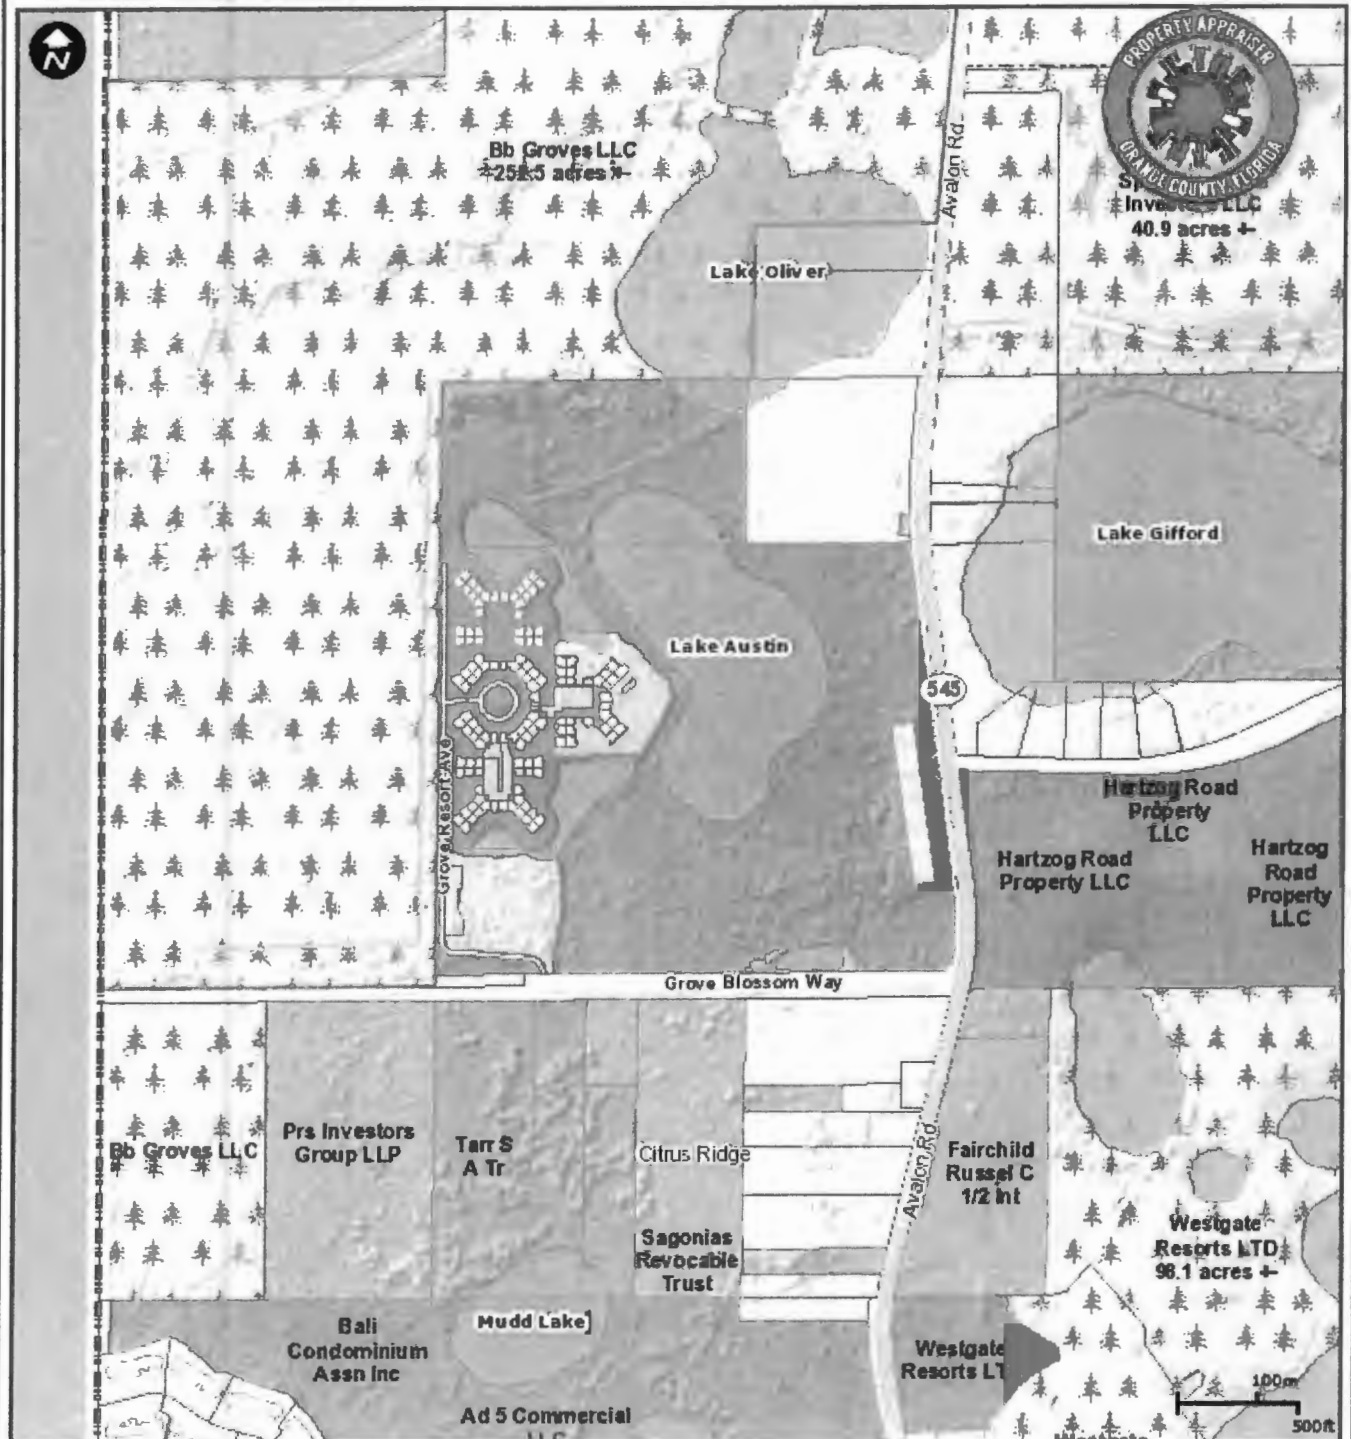 N
PROPERTY APPRAISER
ORANGE COUNTY, FLORIDA
Avalon Rd
Bb Groves LLC
acres +-
LLC
40.9 acres +-
Lake Oliver
Lake Gifford
Lake Austin
545
Grove Resort Ave
Hartzog Road
Property
LLC
Hartzog Road
Property LLC
Hartzog
Road
Property
LLC
Grove Blossom Way
Bb Groves LLC
Prs Investors
Group LLP
Tarr S
A Tr
Citrus Ridge
Avalon Rd
Fairchild
Russel C
1/2 Int
Sagonias
Revocable
Trust
Westgate
Resorts LTD
98.1 acres +-
Bali
Condominium
Assn Inc
Mudd Lake
Westgate
Resorts LT
Ad 5 Commercial
100m
500ft